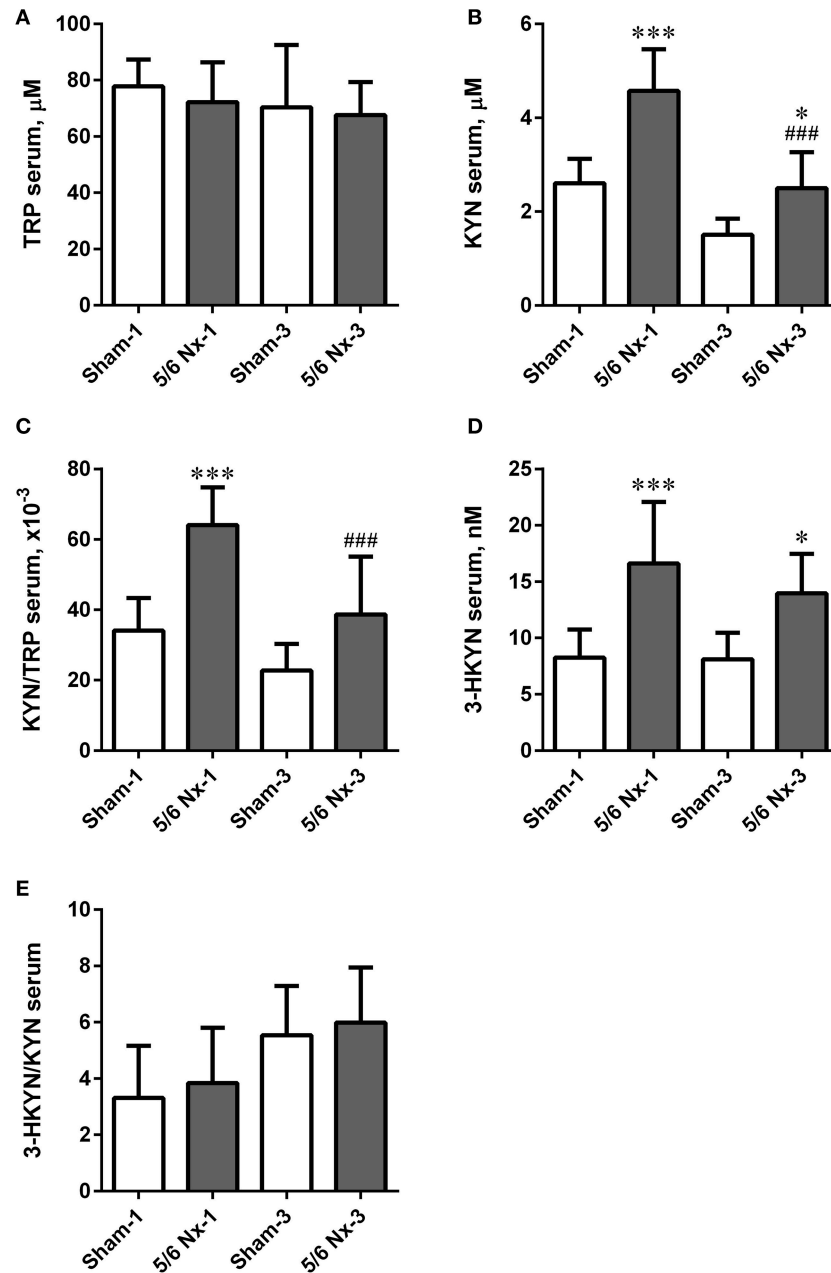 A
TRP serum, μM
100
80
60
40
20
0
Sham-1
5/6 Nx-1
Sham-3
5/6 Nx-3
B
KYN serum, μM
6
4
2
0
***
*
###
Sham-1
5/6 Nx-1
Sham-3
5/6 Nx-3
C
KYN/TRP serum, x10⁻³
80
60
40
20
0
***
###
Sham-1
5/6 Nx-1
Sham-3
5/6 Nx-3
D
3-HKYN serum, nM
25
20
15
10
5
0
***
*
Sham-1
5/6 Nx-1
Sham-3
5/6 Nx-3
E
3-HKYN/KYN serum
10
8
6
4
2
0
Sham-1
5/6 Nx-1
Sham-3
5/6 Nx-3